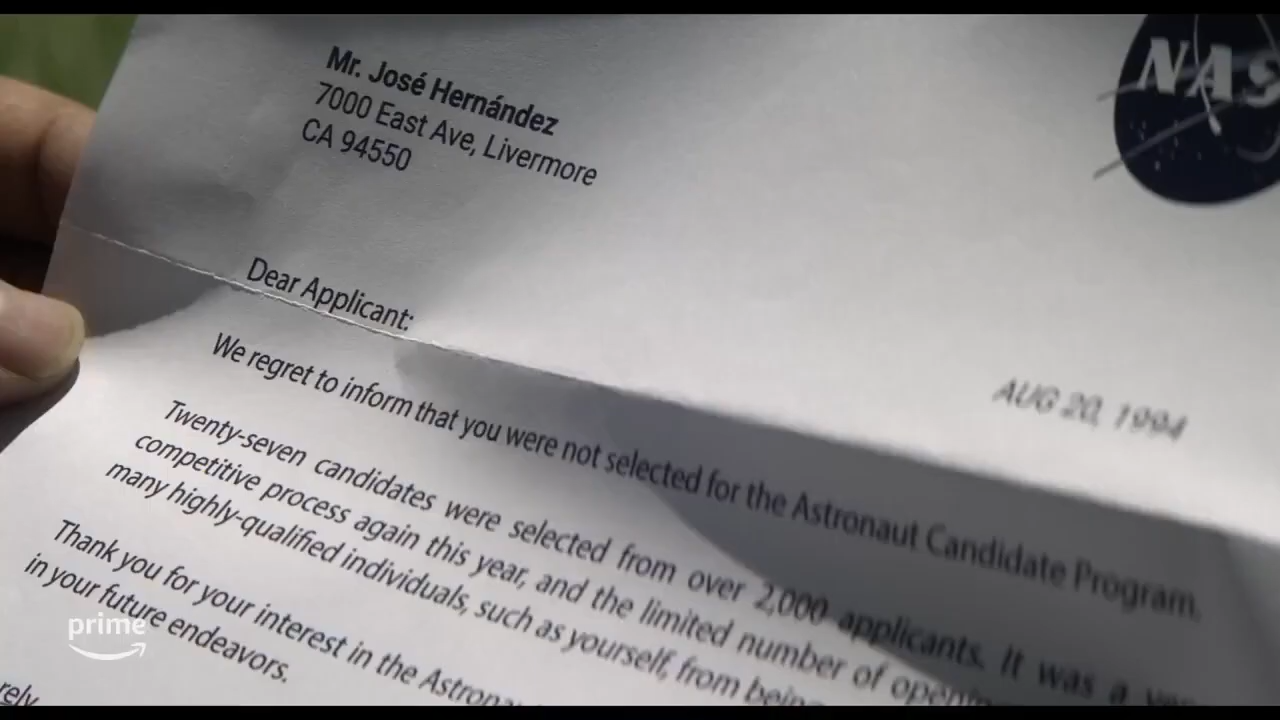 NAS
Mr. José Hernández
7000 East Ave, Livermore
CA 94550
AUG 20, 1994
Dear Applicant:
We regret to inform that you were not selected for the Astronaut Candidate Program.
Twenty-seven candidates were selected from over 2,000 applicants. It was a
competitive process again this year, and the limited number of
many highly-qualified individuals, such as yourself, from being
Thank you for your interest in the
in your future endeavors.
prime